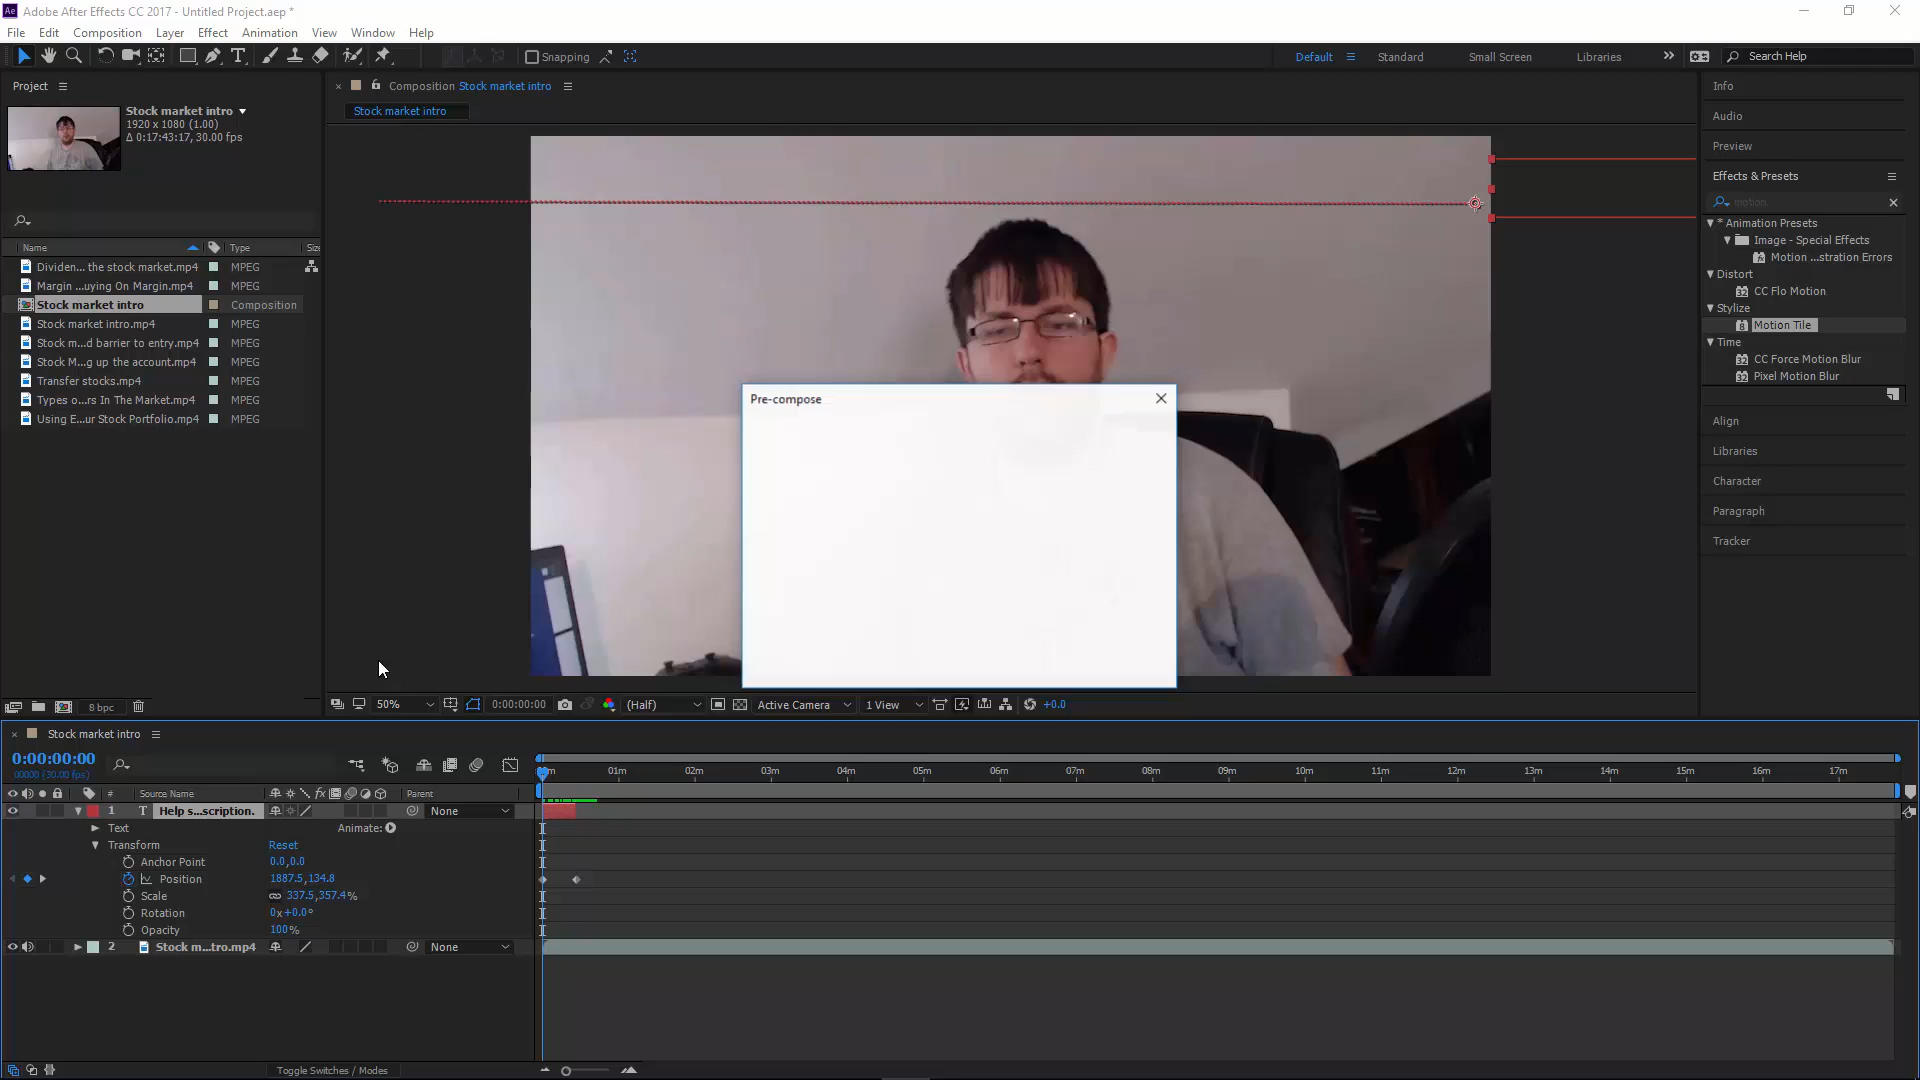 Ae Adobe After Effects CC 2017 - Untitled Project.aep *
File Edit Composition Layer Effect Animation View Window Help
Snapping Default Standard Small Screen Libraries Search Help
Project
Stock market intro
1920 x 1080 (1.00)
Δ 0:17:43:17, 30.00 fps
Name Type Siz
Dividen... the stock market.mp4 MPEG
Margin ...uying On Margin.mp4 MPEG
Stock market intro Composition
Stock market intro.mp4 MPEG
Stock m...d barrier to entry.mp4 MPEG
Stock M...g up the account.mp4 MPEG
Transfer stocks.mp4 MPEG
Types o...rs In The Market.mp4 MPEG
Using E...ur Stock Portfolio.mp4 MPEG
8 bpc
Composition Stock market intro
Stock market intro
Pre-compose
50% 0:00:00:00 (Half) Active Camera 1 View +0.0
Info
Audio
Preview
Effects & Presets
motion
* Animation Presets
Image - Special Effects
Motion ...stration Errors
Distort
CC Flo Motion
Stylize
Motion Tile
Time
CC Force Motion Blur
Pixel Motion Blur
Align
Libraries
Character
Paragraph
Tracker
Stock market intro
0:00:00:00
00000 (30.00 fps)
01m 02m 03m 04m 05m 06m 07m 08m 09m 10m 11m 12m 13m 14m 15m 16m 17m
# Source Name fx Parent
1 T Help s...scription. None
Text Animate:
Transform Reset
Anchor Point 0.0,0.0
Position 1887.5,134.8
Scale 337.5,357.4%
Rotation 0x+0.0°
Opacity 100%
2 Stock m...tro.mp4 None
Toggle Switches / Modes